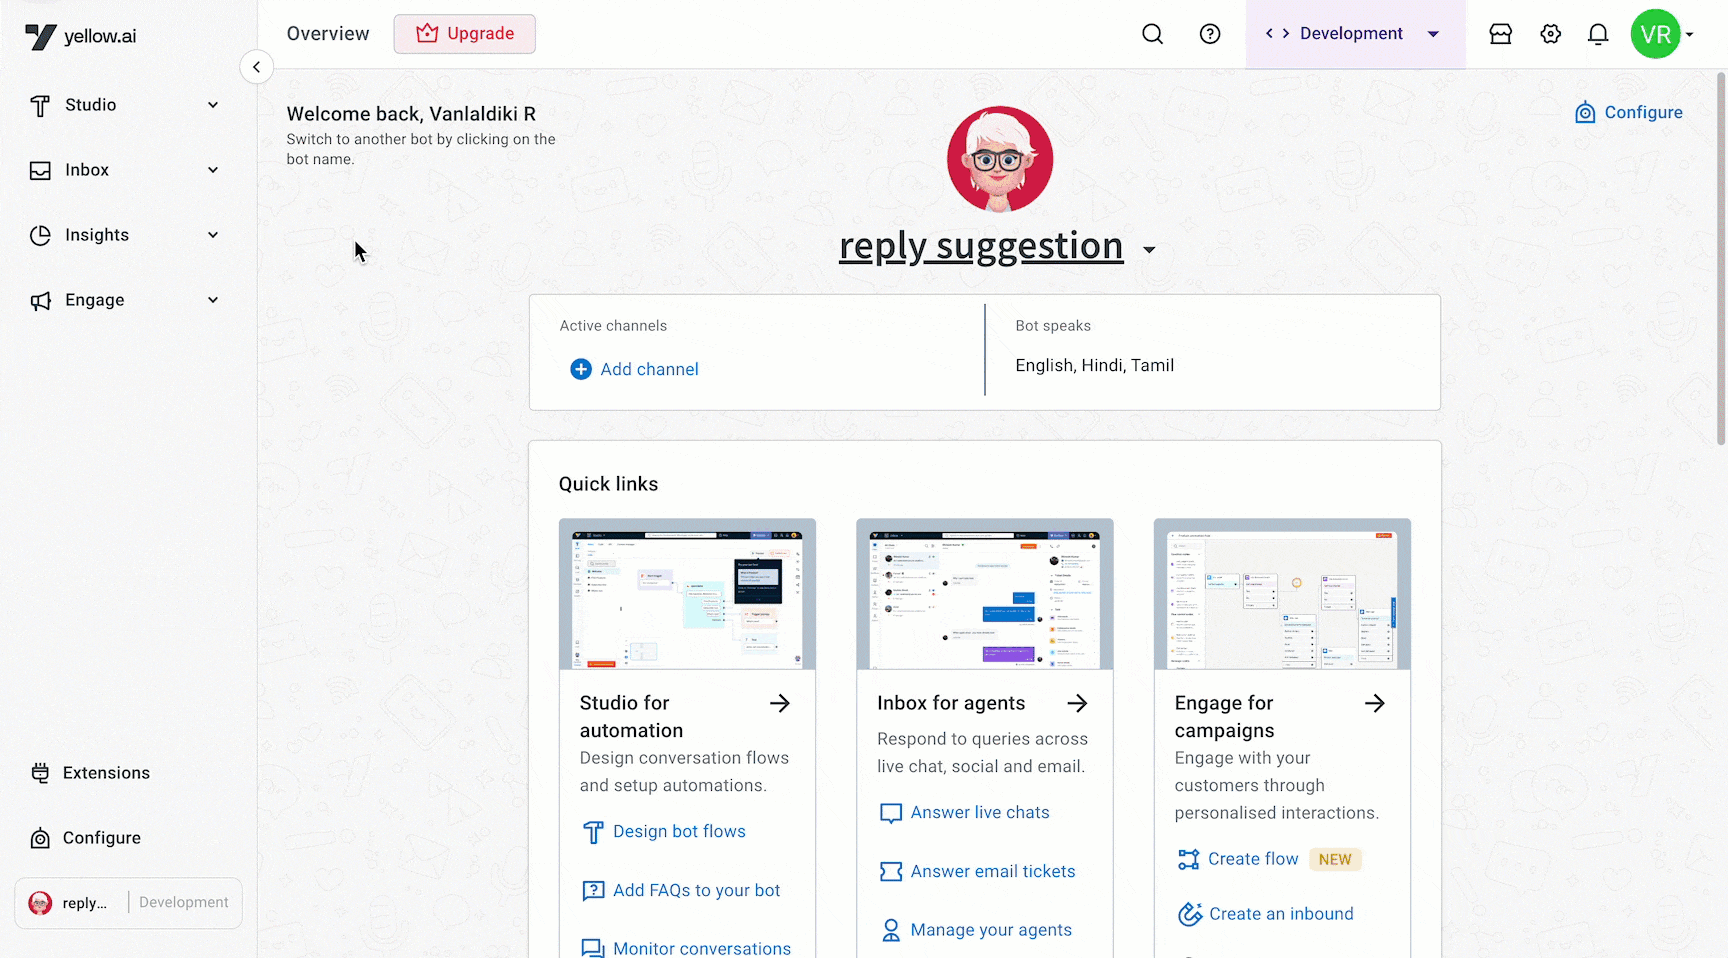 yellow.ai
Overview
Upgrade
Development
VR
Studio
Inbox
Insights
Engage
Extensions
Configure
reply...
Development
Welcome back, Vanlaldiki R
Switch to another bot by clicking on the
bot name.
Configure
reply suggestion
Active channels
Add channel
Bot speaks
English, Hindi, Tamil
Quick links
Studio for
automation
Design conversation flows
and setup automations.
Design bot flows
Add FAQs to your bot
Monitor conversations
Inbox for agents
Respond to queries across
live chat, social and email.
Answer live chats
Answer email tickets
Manage your agents
Engage for
campaigns
Engage with your
customers through
personalised interactions.
Create flow
NEW
Create an inbound